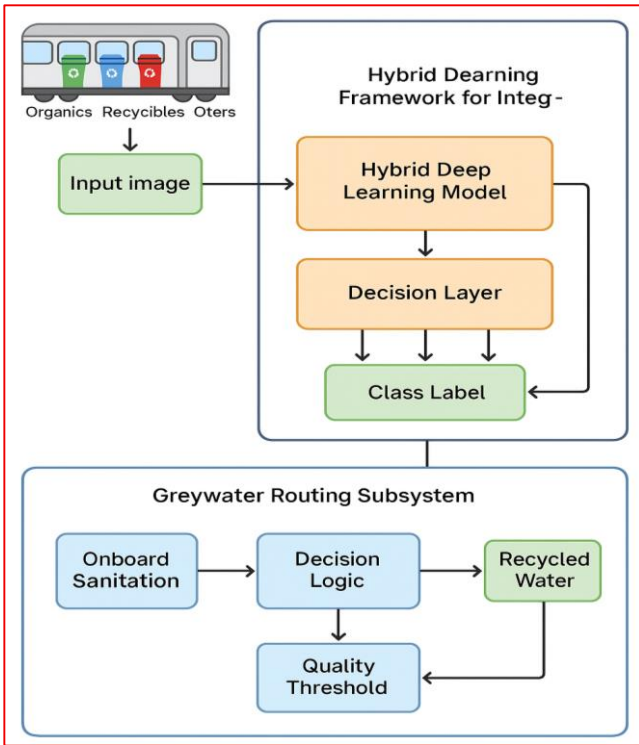 Organics Recycibles Oters
Input image
Hybrid Dearning
Framework for Integ-
Hybrid Deep
Learning Model
Decision Layer
Class Label
Greywater Routing Subsystem
Onboard
Sanitation
Decision
Logic
Recycled
Water
Quality
Threshold